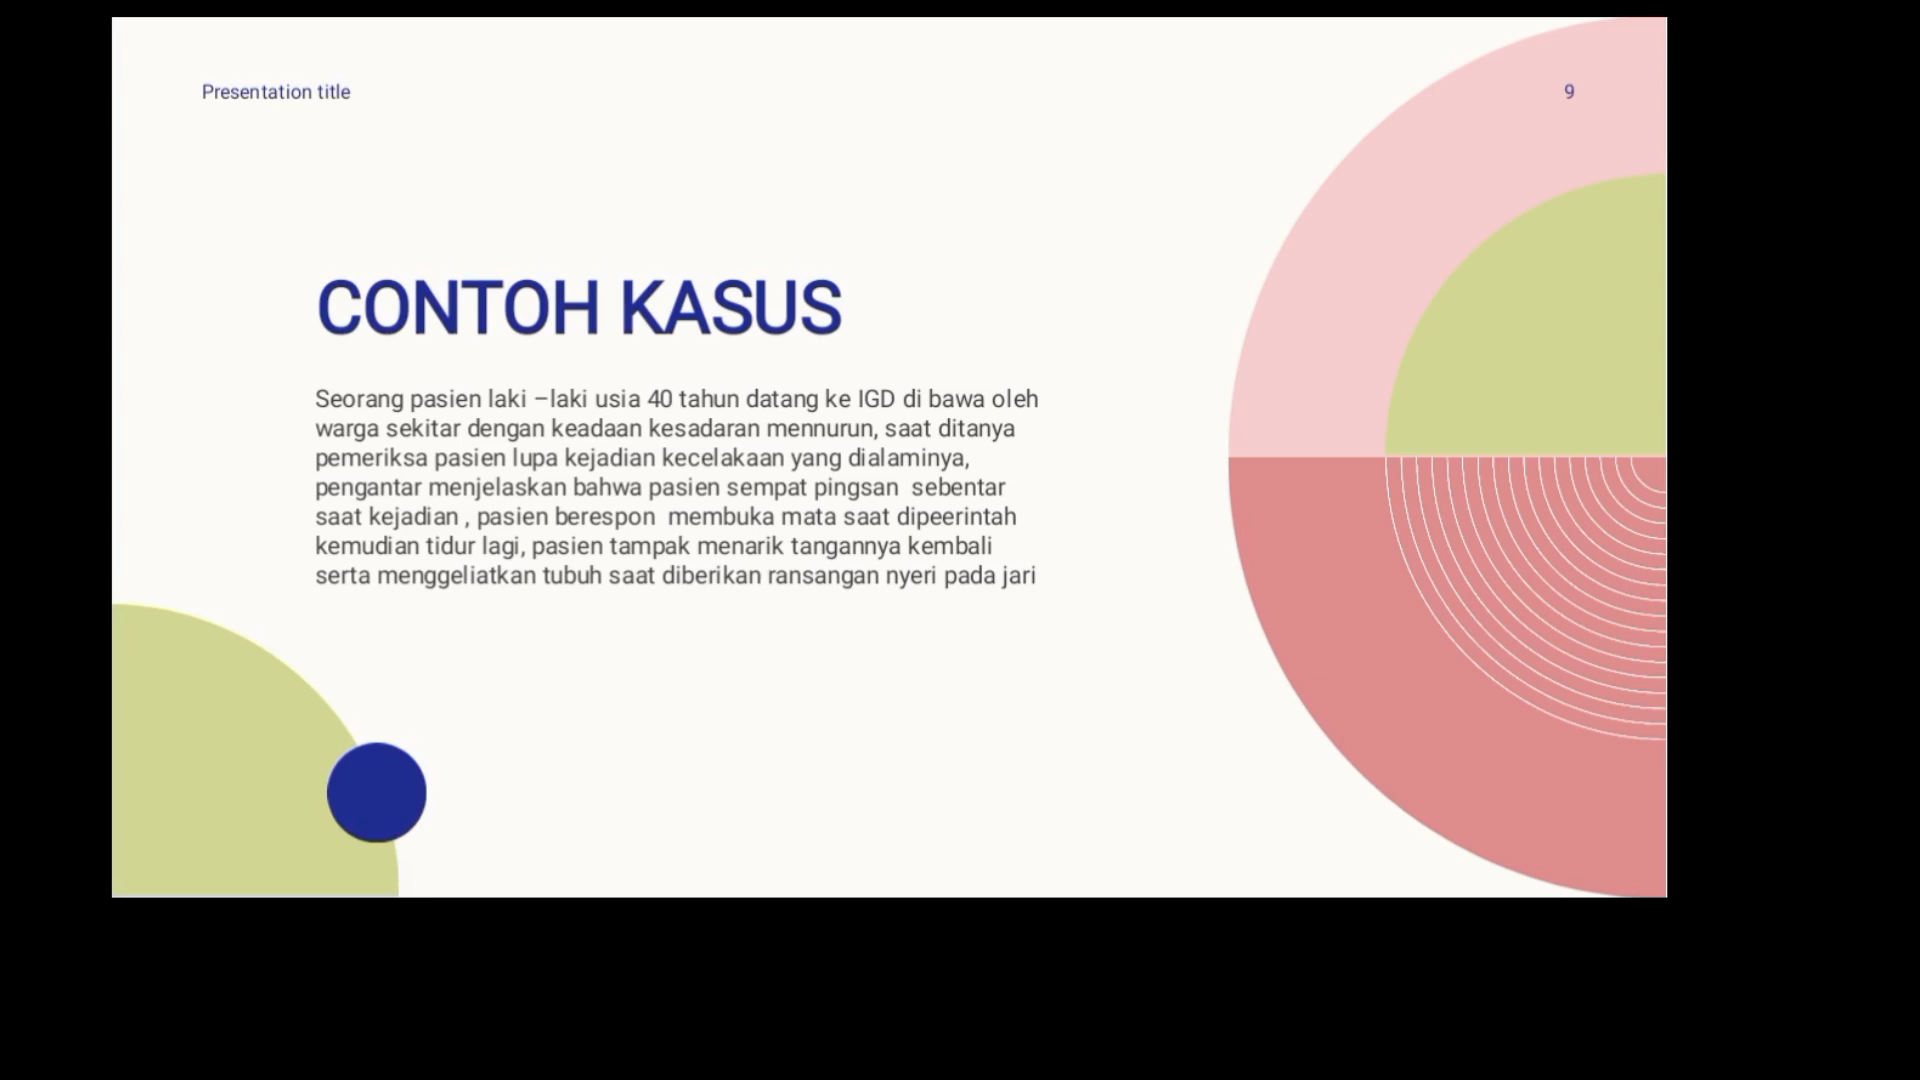 Presentation title
9
CONTOH KASUS
Seorang pasien laki –laki usia 40 tahun datang ke IGD di bawa oleh
warga sekitar dengan keadaan kesadaran mennurun, saat ditanya
pemeriksa pasien lupa kejadian kecelakaan yang dialaminya,
pengantar menjelaskan bahwa pasien sempat pingsan  sebentar
saat kejadian , pasien berespon  membuka mata saat dipeerintah
kemudian tidur lagi, pasien tampak menarik tangannya kembali
serta menggeliatkan tubuh saat diberikan ransangan nyeri pada jari